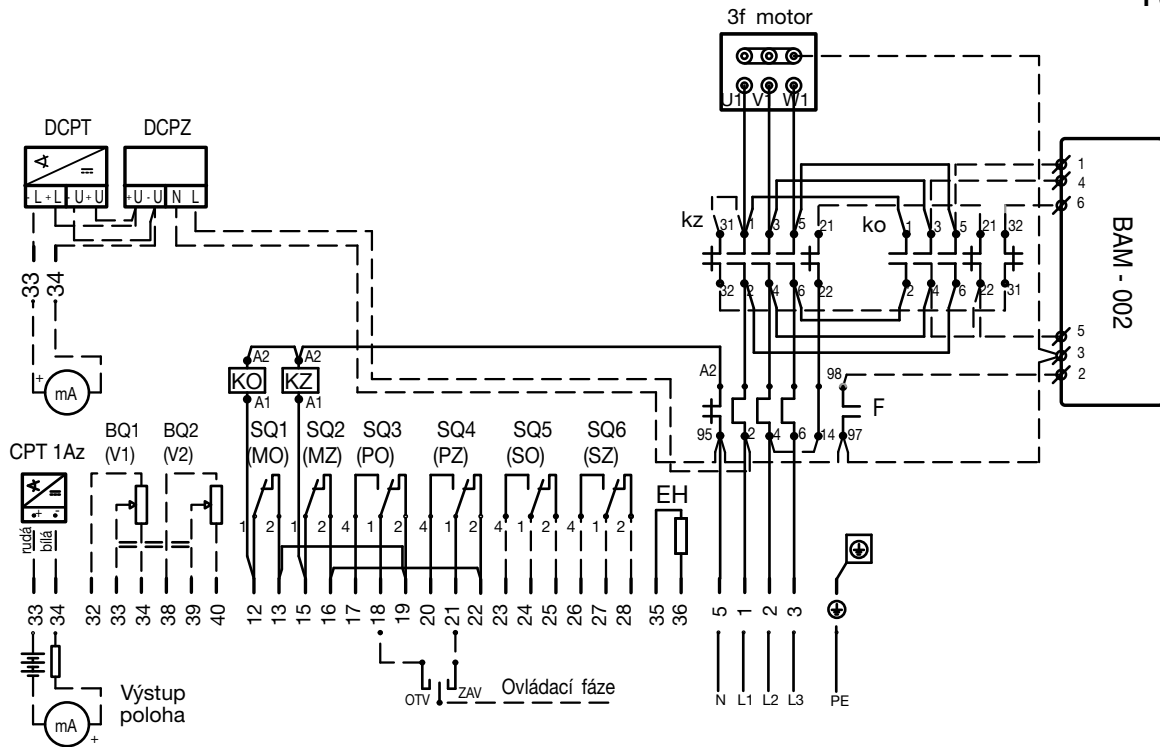 3f motor
U1 V1 W1
DCPT DCPZ
- L + L - U + U + U - U N L
33 34
+ mA
1
4
6
BAM - 002
5
3
2
kz 31 1 3 5 21 ko 1 3 5 21 32
32 2 4 6 22 2 4 6 22 31
A2 A2 A2 98
KO KZ F
A1 A1 95 2 4 6 14 97
CPT 1Az BQ1 BQ2 SQ1 SQ2 SQ3 SQ4 SQ5 SQ6
(V1) (V2) (MO) (MZ) (PO) (PZ) (SO) (SZ)
+ -
EH
1 2 1 2 4 1 2 4 1 2 4 1 2 4 1 2
rudá bílá
33 34 32 33 34 38 39 40 12 13 15 16 17 18 19 20 21 22 23 24 25 26 27 28 35 36 5 1 2 3
OTV ZAV Ovládací fáze
N L1 L2 L3 PE
Výstup
poloha
mA +